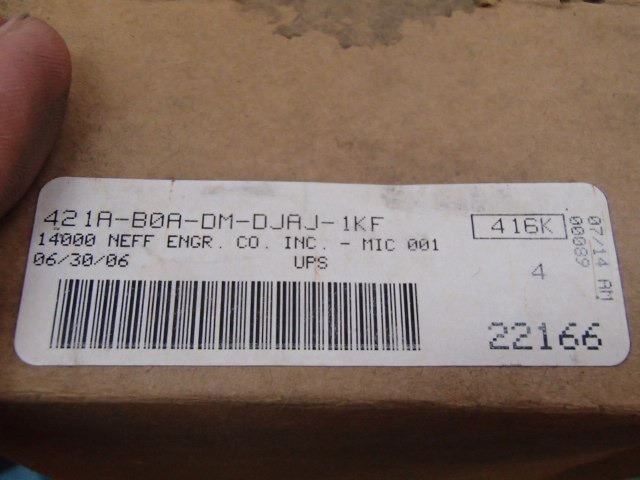 421A-B0A-DM-DJAJ-1KF
14000 NEFF ENGR. CO. INC. - MIC 001
06/30/06 UPS
416K
4
22166
07/14 AM
00089